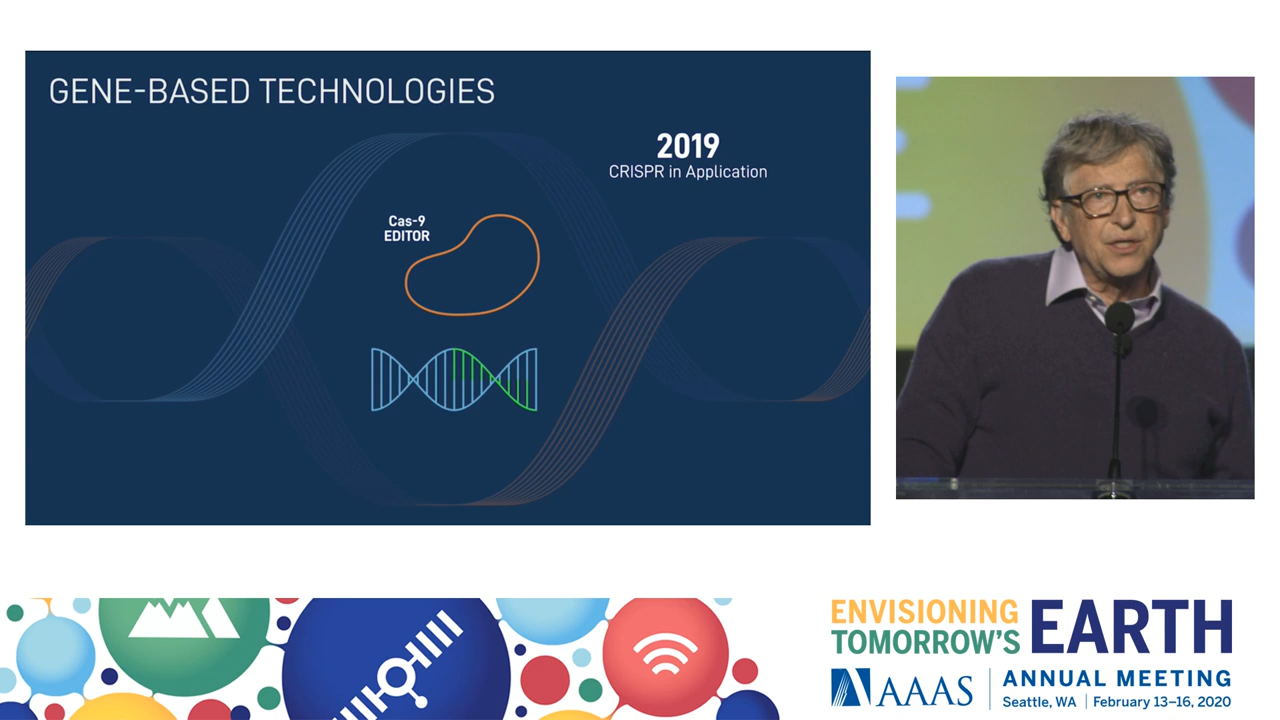 GENE-BASED TECHNOLOGIES
2019
CRISPR in Application
Cas-9
EDITOR
ENVISIONING
TOMORROW'S
EARTH
AAAS
ANNUAL MEETING
Seattle, WA | February 13–16, 2020